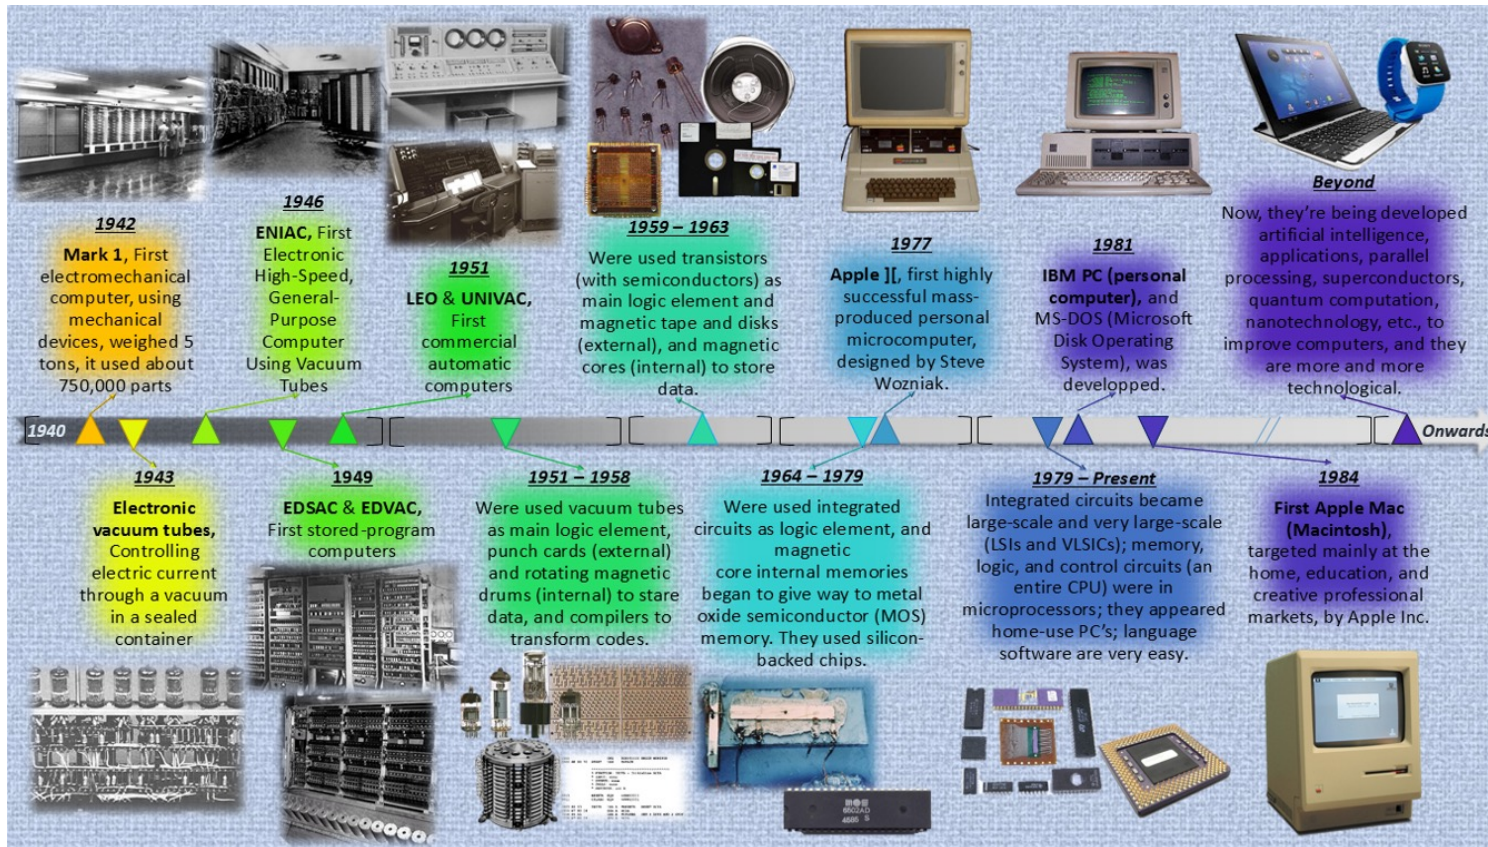 1942
Mark 1, First
electromechanical
computer, using
mechanical
devices, weighed 5
tons, it used about
750,000 parts
1946
ENIAC, First
Electronic
High-Speed,
General-
Purpose
Computer
Using Vacuum
Tubes
1951
LEO & UNIVAC,
First
commercial
automatic
computers
1959 – 1963
Were used transistors
(with semiconductors) as
main logic element and
magnetic tape and disks
(external), and magnetic
cores (internal) to store
data.
1977
Apple ][, first highly
successful mass-
produced personal
microcomputer,
designed by Steve
Wozniak.
1981
IBM PC (personal
computer), and
MS-DOS (Microsoft
Disk Operating
System), was
developped.
Beyond
Now, they’re being developed
artificial intelligence,
applications, parallel
processing, superconductors,
quantum computation,
nanotechnology, etc., to
improve computers, and they
are more and more
technological.
1940
Onwards
1943
Electronic
vacuum tubes,
Controlling
electric current
through a vacuum
in a sealed
container
1949
EDSAC & EDVAC,
First stored-program
computers
1951 – 1958
Were used vacuum tubes
as main logic element,
punch cards (external)
and rotating magnetic
drums (internal) to stare
data, and compilers to
transform codes.
1964 – 1979
Were used integrated
circuits as logic element, and
magnetic
core internal memories
began to give way to metal
oxide semiconductor (MOS)
memory. They used silicon-
backed chips.
1979 – Present
Integrated circuits became
large-scale and very large-scale
(LSIs and VLSICs); memory,
logic, and control circuits (an
entire CPU) were in
microprocessors; they appeared
home-use PC’s; language
software are very easy.
1984
First Apple Mac
(Macintosh),
targeted mainly at the
home, education, and
creative professional
markets, by Apple Inc.
mos
6502AD
4685 S